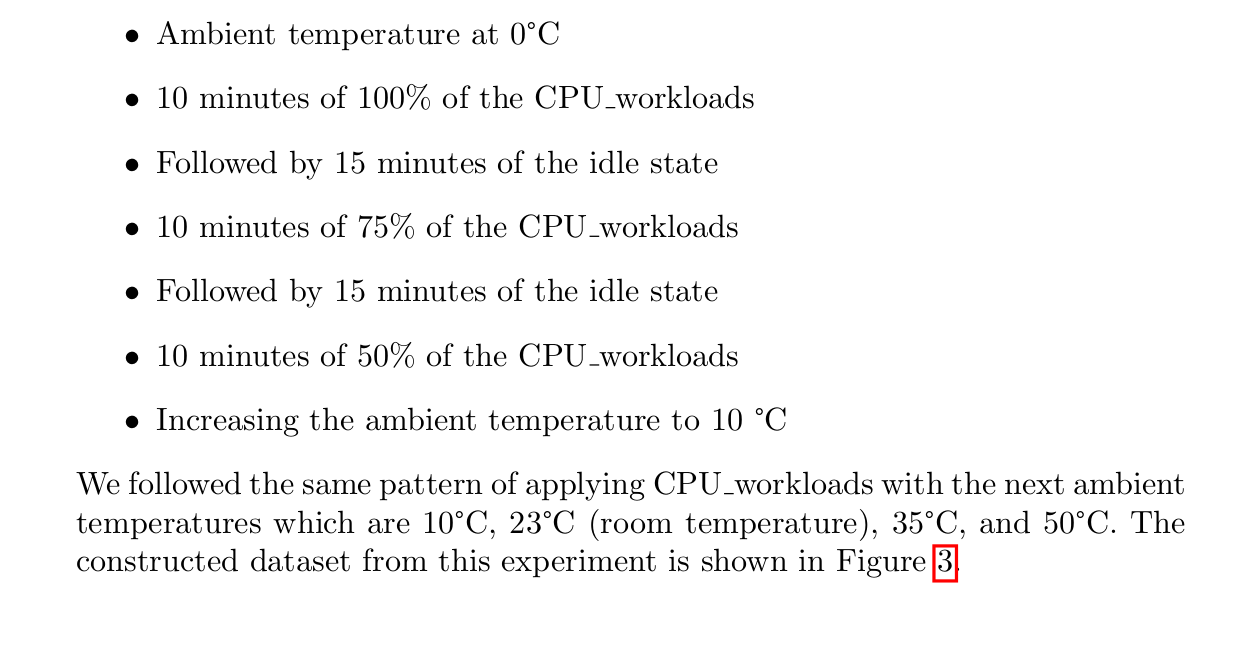 • Ambient temperature at 0°C
• 10 minutes of 100% of the CPU_workloads
• Followed by 15 minutes of the idle state
• 10 minutes of 75% of the CPU_workloads
• Followed by 15 minutes of the idle state
• 10 minutes of 50% of the CPU_workloads
• Increasing the ambient temperature to 10 °C
We followed the same pattern of applying CPU_workloads with the next ambient
temperatures which are 10°C, 23°C (room temperature), 35°C, and 50°C. The
constructed dataset from this experiment is shown in Figure 3.